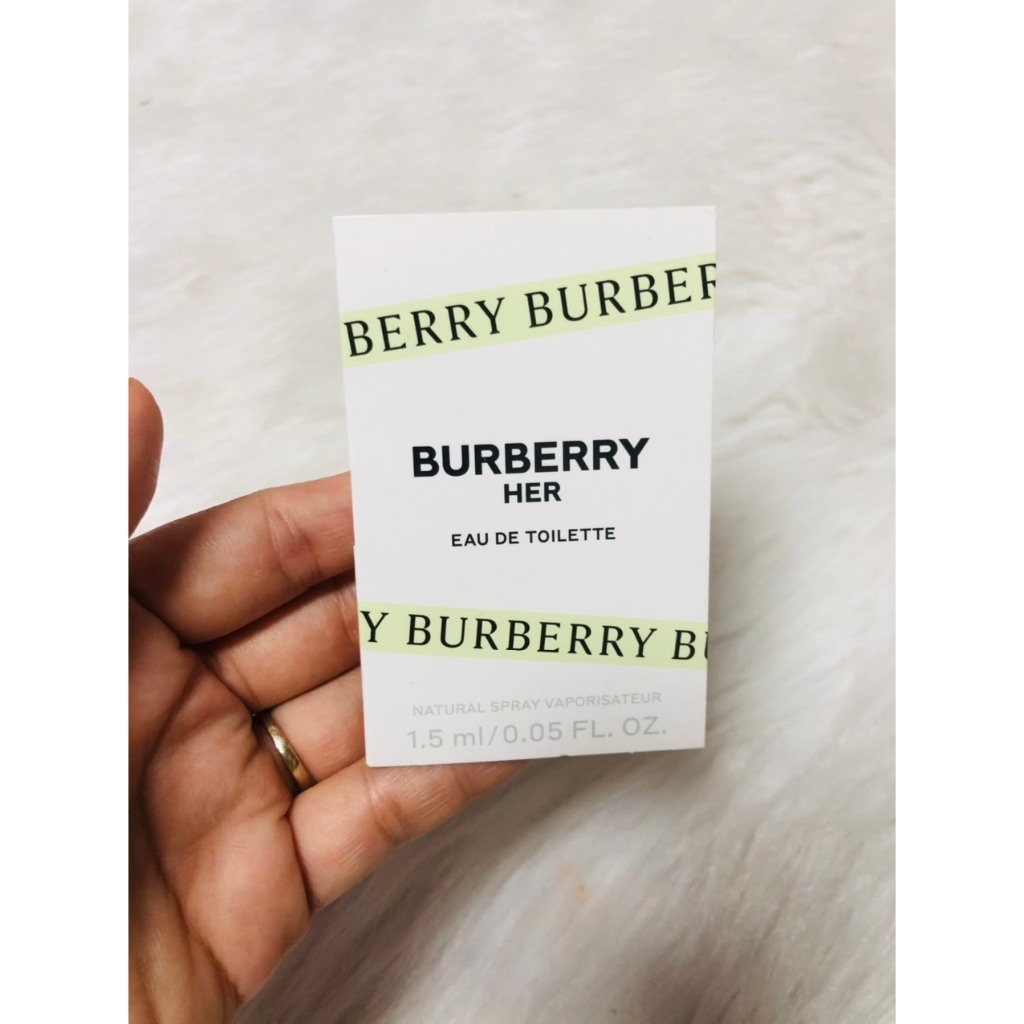 BERRY BURBER
BURBERRY
HER
EAU DE TOILETTE
Y BURBERRY BU
NATURAL SPRAY VAPORISATEUR
1.5 ml/0.05 FL. OZ.